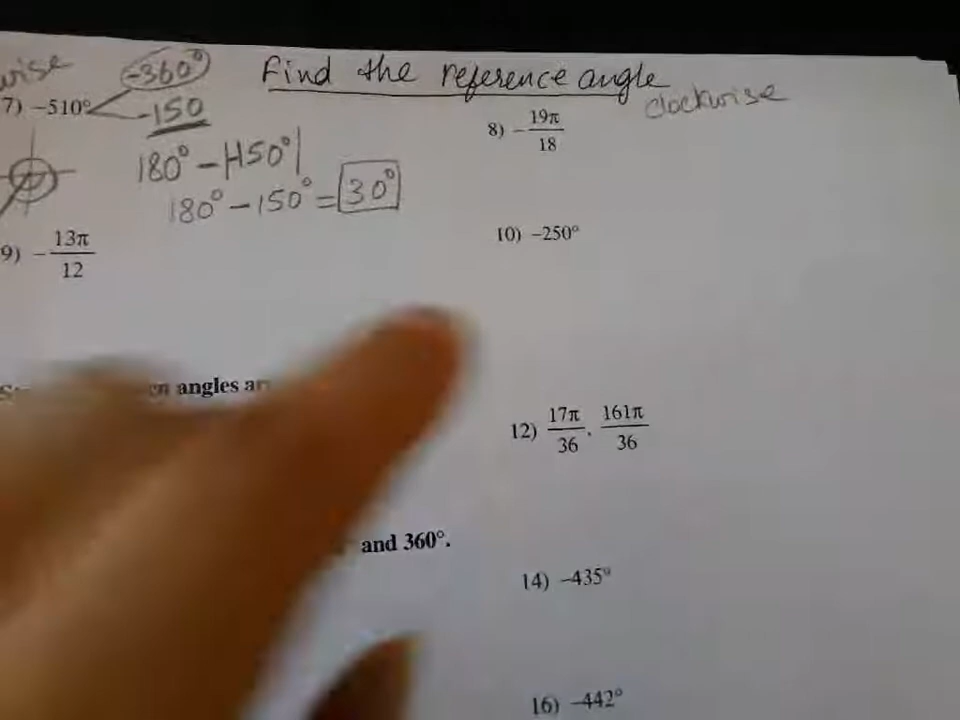 wise -360° Find the reference angle
7) -510° -150 clockwise
8) -19π/18
180° - |-150°|
180° - 150° = 30°
9) -13π/12
10) -250°
angles ar
12) 17π/36, 161π/36
and 360°.
14) -435°
16) -442°